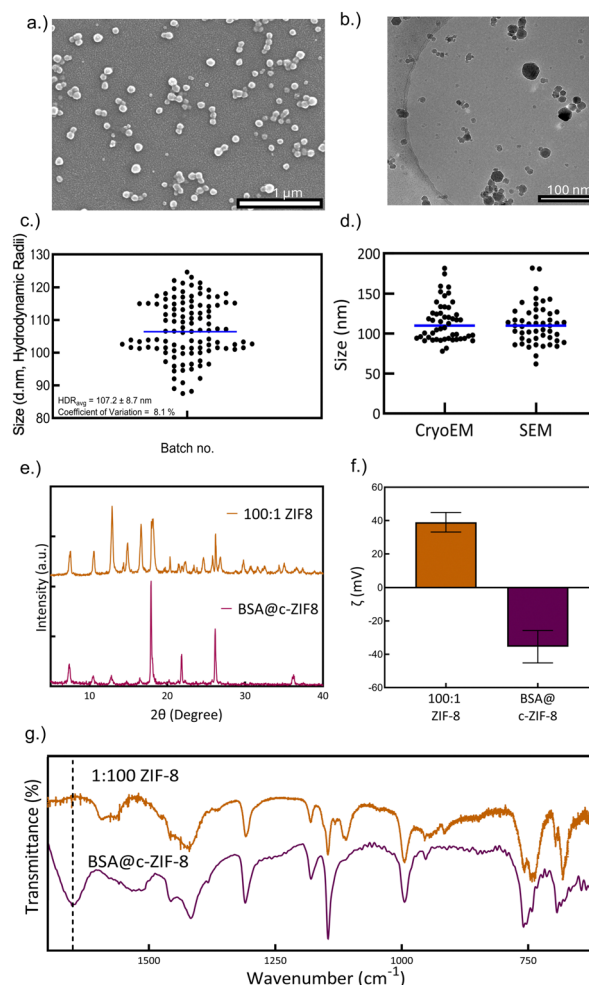 a.)
1 µm
b.)
100 nm
c.)
Size (d.nm, Hydrodynamic Radii)
130
120
110
100
90
80
HDRavg = 107.2 ± 8.7 nm
Coefficient of Variation = 8.1 %
Batch no.
d.)
Size (nm)
200
150
100
50
0
CryoEM SEM
e.)
Intensity (a.u.)
100:1 ZIF8
BSA@c-ZIF8
10 20 30 40
2θ (Degree)
f.)
ζ (mV)
60
40
20
0
-20
-40
-60
100:1
ZIF-8
BSA@
c-ZIF-8
g.)
Transmittance (%)
1:100 ZIF-8
BSA@c-ZIF-8
1500 1250 1000 750
Wavenumber (cm⁻¹)